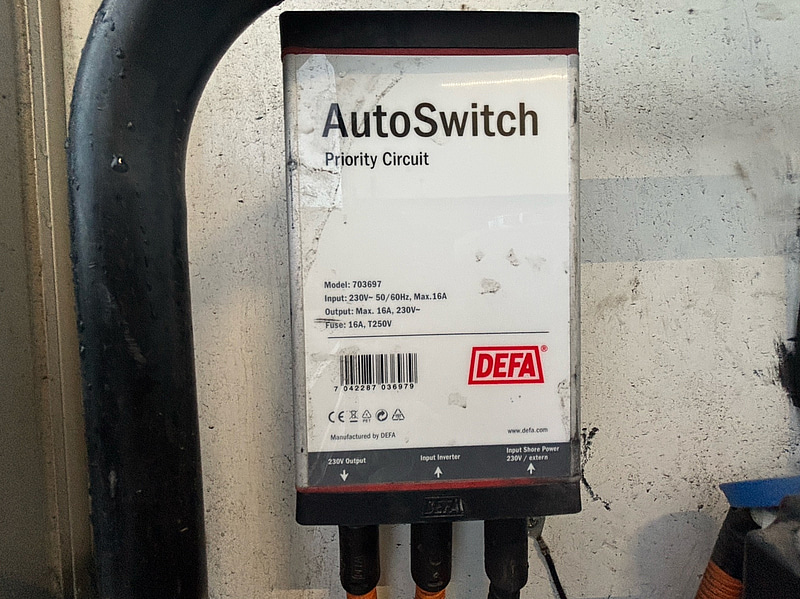 AutoSwitch
Priority Circuit
Model: 703697
Input: 230V~ 50/60Hz, Max.16A
Output: Max. 16A, 230V~
Fuse: 16A, T250V
DEFA®
7 042287 036979
CE PET
Manufactured by DEFA
www.defa.com
230V Output
Input Inverter
Input Shore Power
230V / extern
DEFA